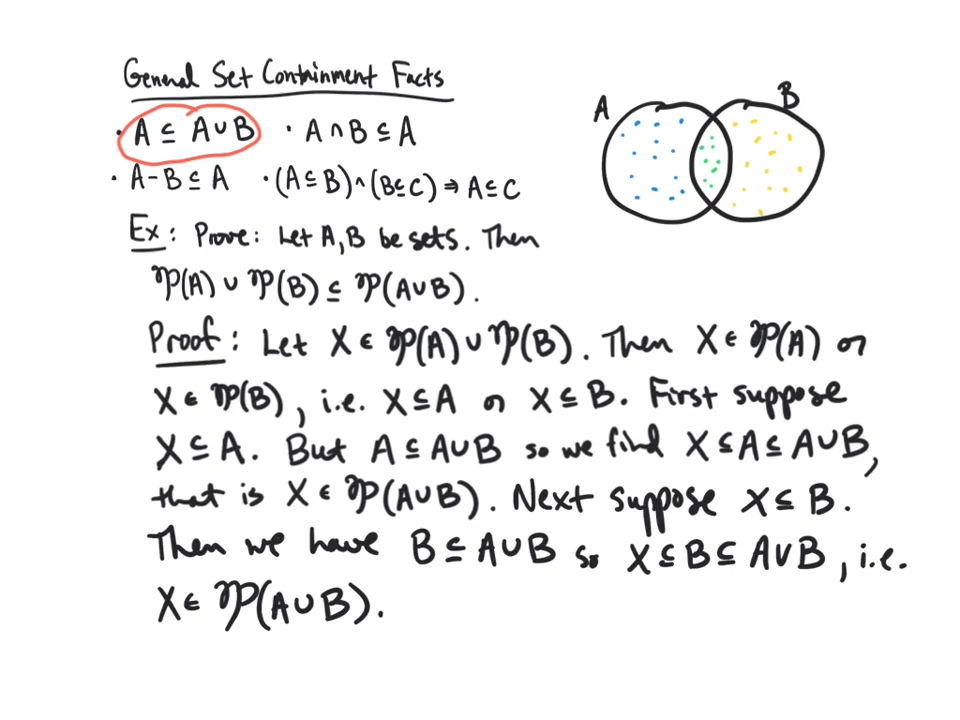 General Set Containment Facts
· A ⊆ A ∪ B · A ∩ B ⊆ A
· A - B ⊆ A · (A ⊆ B) ∧ (B ⊆ C) ⇒ A ⊆ C
A B
Ex: Prove: Let A, B be sets. Then
𝒫(A) ∪ 𝒫(B) ⊆ 𝒫(A ∪ B).
Proof: Let X ∈ 𝒫(A) ∪ 𝒫(B). Then X ∈ 𝒫(A) or
X ∈ 𝒫(B), i.e. X ⊆ A or X ⊆ B. First suppose
X ⊆ A. But A ⊆ A ∪ B so we find X ⊆ A ⊆ A ∪ B,
that is X ∈ 𝒫(A ∪ B). Next suppose X ⊆ B.
Then we have B ⊆ A ∪ B so X ⊆ B ⊆ A ∪ B, i.e.
X ∈ 𝒫(A ∪ B).